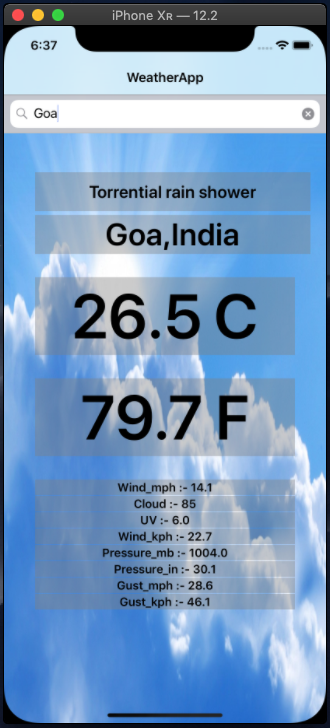 iPhone Xʀ — 12.2
6:37
WeatherApp
Goa
Torrential rain shower
Goa,India
26.5 C
79.7 F
Wind_mph :- 14.1
Cloud :- 85
UV :- 6.0
Wind_kph :- 22.7
Pressure_mb :- 1004.0
Pressure_in :- 30.1
Gust_mph :- 28.6
Gust_kph :- 46.1